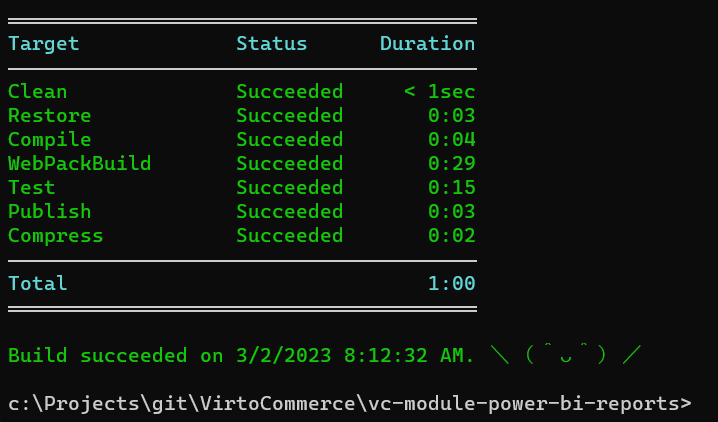 Target Status Duration
Clean Succeeded < 1sec
Restore Succeeded 0:03
Compile Succeeded 0:04
WebPackBuild Succeeded 0:29
Test Succeeded 0:15
Publish Succeeded 0:03
Compress Succeeded 0:02
Total 1:00
Build succeeded on 3/2/2023 8:12:32 AM. ＼（＾ᴗ＾）／
c:\Projects\git\VirtoCommerce\vc-module-power-bi-reports>